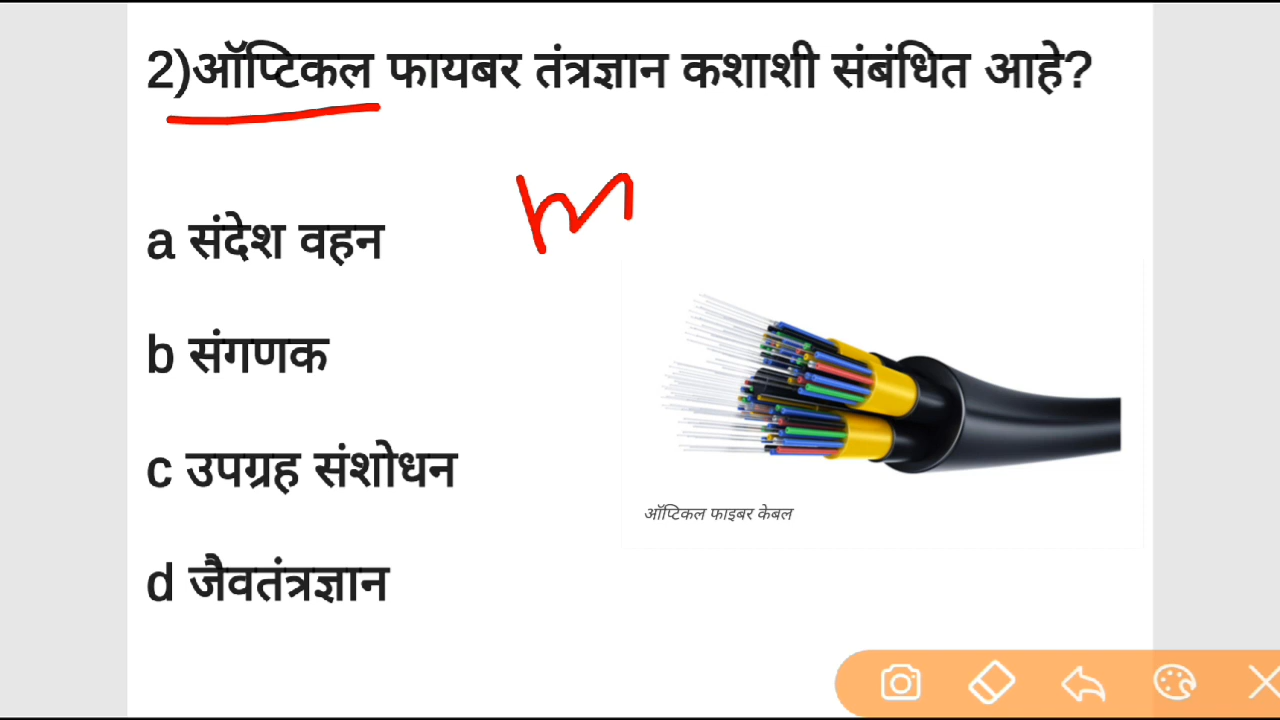 2)ऑप्टिकल फायबर तंत्रज्ञान कशाशी संबंधित आहे?
a संदेश वहन
b संगणक
ऑप्टिकल फाइबर केबल
c उपग्रह संशोधन
d जैवतंत्रज्ञान